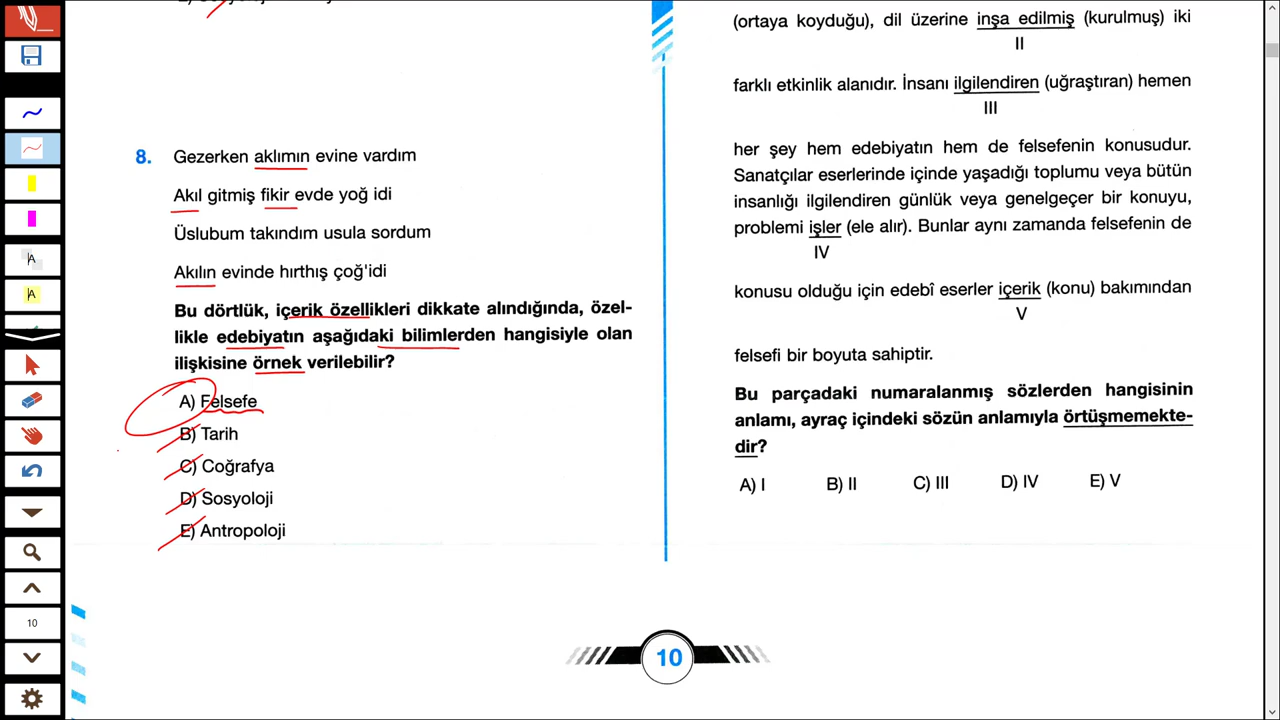 8. Gezerken aklımın evine vardım
Akıl gitmiş fikir evde yoğ idi
Üslubum takındım usula sordum
Akılın evinde hırthış çoğ'idi
Bu dörtlük, içerik özellikleri dikkate alındığında, özel-
likle edebiyatın aşağıdaki bilimlerden hangisiyle olan
ilişkisine örnek verilebilir?
A) Felsefe
B) Tarih
C) Coğrafya
D) Sosyoloji
E) Antropoloji
(ortaya koyduğu), dil üzerine inşa edilmiş (kurulmuş) iki
II
farklı etkinlik alanıdır. İnsanı ilgilendiren (uğraştıran) hemen
III
her şey hem edebiyatın hem de felsefenin konusudur.
Sanatçılar eserlerinde içinde yaşadığı toplumu veya bütün
insanlığı ilgilendiren günlük veya genelgeçer bir konuyu,
problemi işler (ele alır). Bunlar aynı zamanda felsefenin de
IV
konusu olduğu için edebî eserler içerik (konu) bakımından
V
felsefi bir boyuta sahiptir.
Bu parçadaki numaralanmış sözlerden hangisinin
anlamı, ayraç içindeki sözün anlamıyla örtüşmemekte-
dir?
A) I B) II C) III D) IV E) V
10
A
A
10